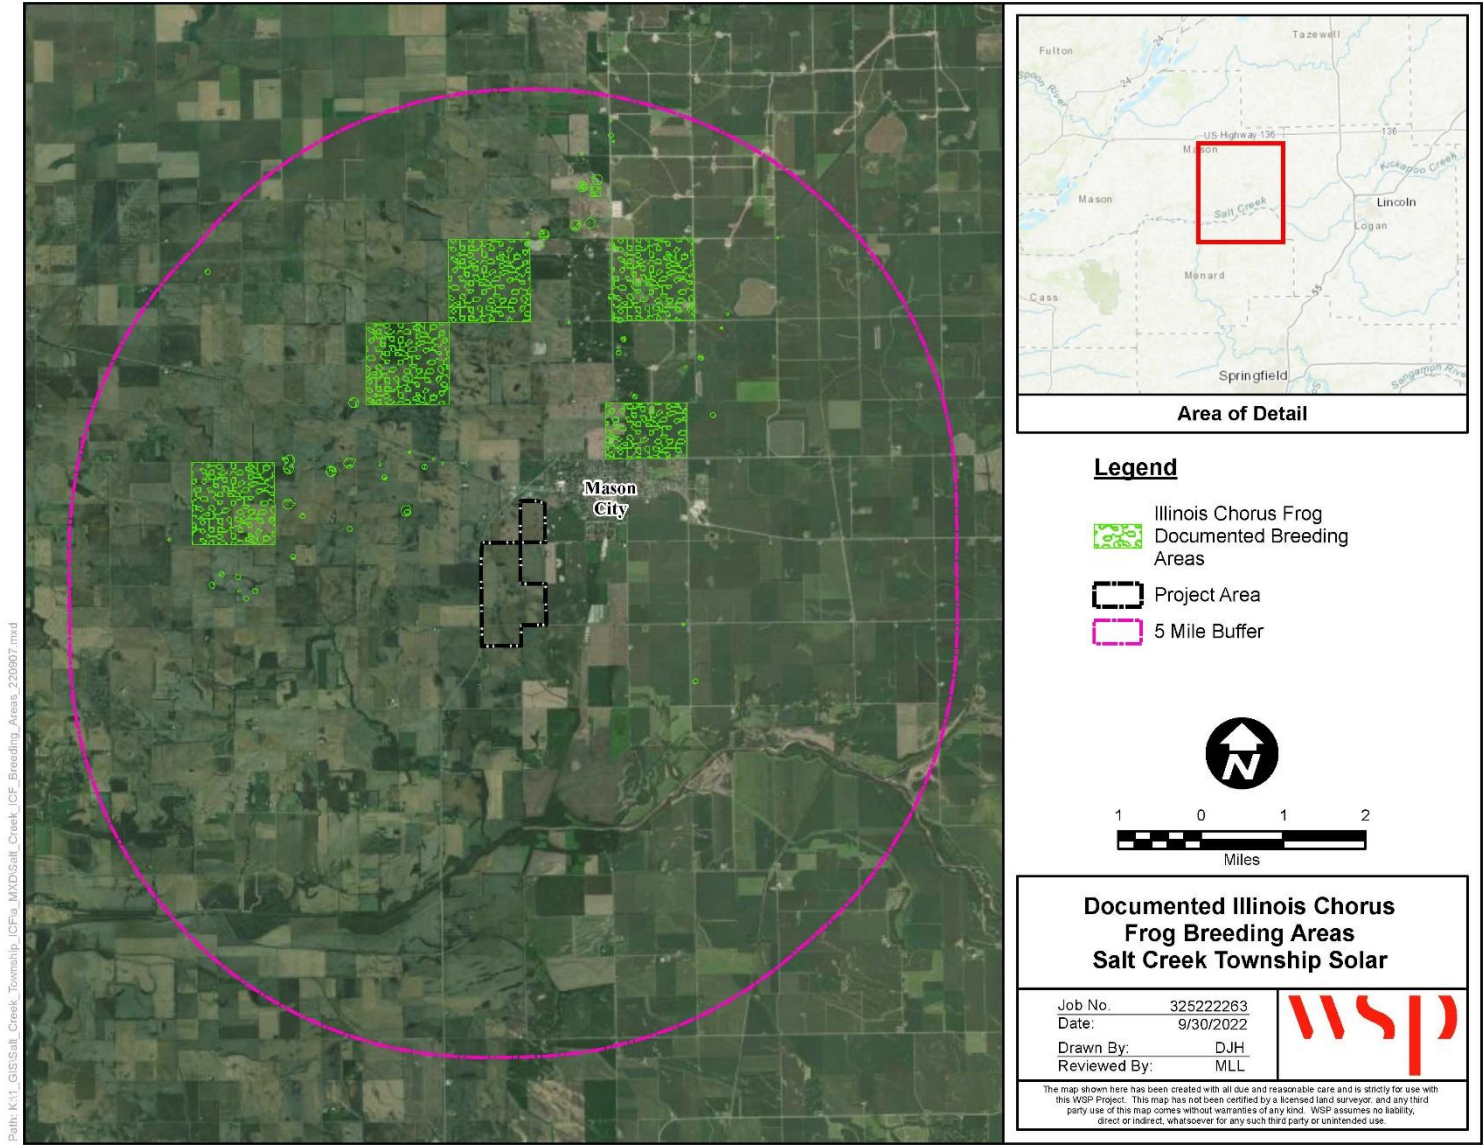 Mason
City
Fulton
Tazewell
24
24
Spoon River
US Highway 136
136
Mason
Kickapoo Creek
Mason
Salt Creek
Lincoln
Logan
Menard
Cass
55
Springfield
Sangamon River
Area of Detail
Legend
Illinois Chorus Frog
Documented Breeding
Areas
Project Area
5 Mile Buffer
N
1 0 1 2
Miles
Documented Illinois Chorus
Frog Breeding Areas
Salt Creek Township Solar
Job No. 325222263
Date: 9/30/2022
Drawn By: DJH
Reviewed By: MLL
wsp
The map shown here has been created with all due and reasonable care and is strictly for use with
this WSP Project. This map has not been certified by a licensed land surveyor, and any third
party use of this map comes without warranties of any kind. WSP assumes no liability,
direct or indirect, whatsoever for any such third party or unintended use.
Path: K:\1_GIS\Salt_Creek_Township_ICF\a_MXD\Salt_Creek_ICF_Breeding_Areas_220907.mxd